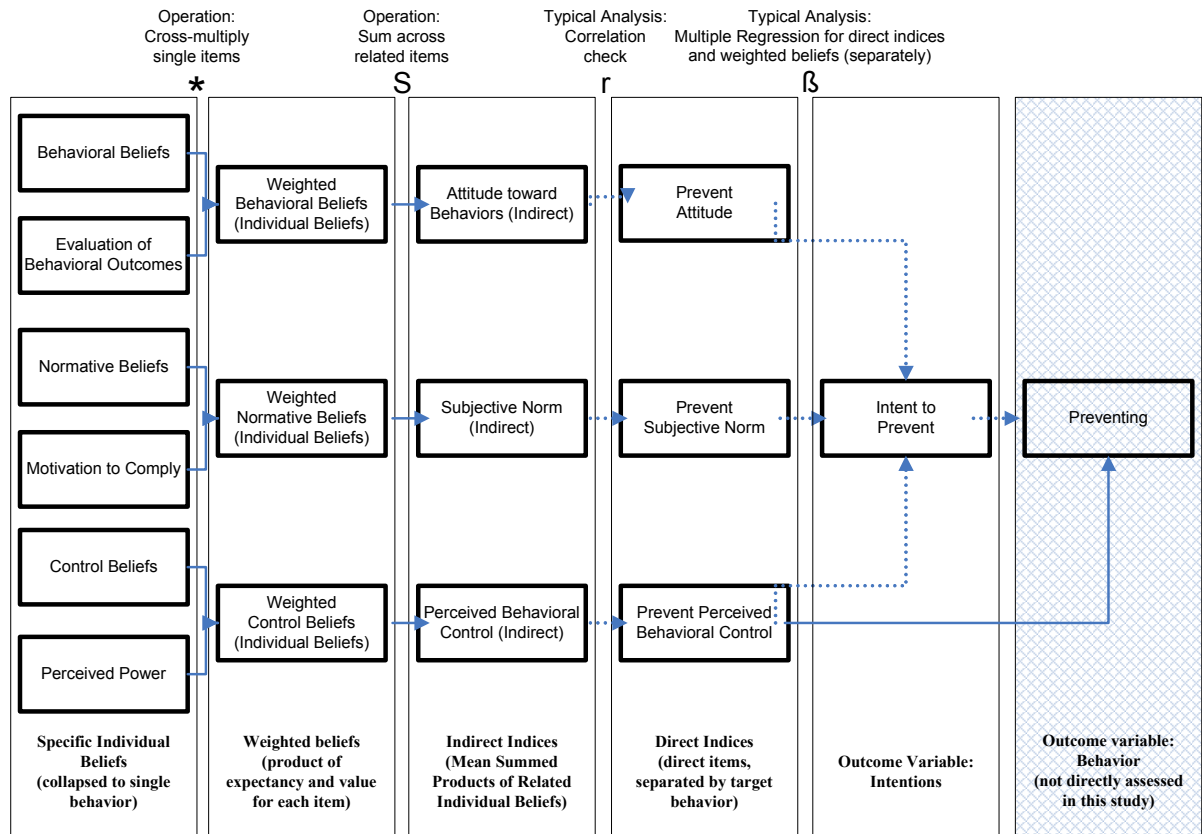 Operation:
Cross-multiply
single items
*
Operation:
Sum across
related items
S
Typical Analysis:
Correlation
check
r
Typical Analysis:
Multiple Regression for direct indices
and weighted beliefs (separately)
ß
Behavioral Beliefs
Evaluation of
Behavioral Outcomes
Normative Beliefs
Motivation to Comply
Control Beliefs
Perceived Power
Specific Individual
Beliefs
(collapsed to single
behavior)
Weighted
Behavioral Beliefs
(Individual Beliefs)
Weighted
Normative Beliefs
(Individual Beliefs)
Weighted
Control Beliefs
(Individual Beliefs)
Weighted beliefs
(product of
expectancy and value
for each item)
Attitude toward
Behaviors (Indirect)
Subjective Norm
(Indirect)
Perceived Behavioral
Control (Indirect)
Indirect Indices
(Mean Summed
Products of Related
Individual Beliefs)
Prevent
Attitude
Prevent
Subjective Norm
Prevent Perceived
Behavioral Control
Direct Indices
(direct items,
separated by target
behavior)
Intent to
Prevent
Outcome Variable:
Intentions
Preventing
Outcome variable:
Behavior
(not directly assessed
in this study)